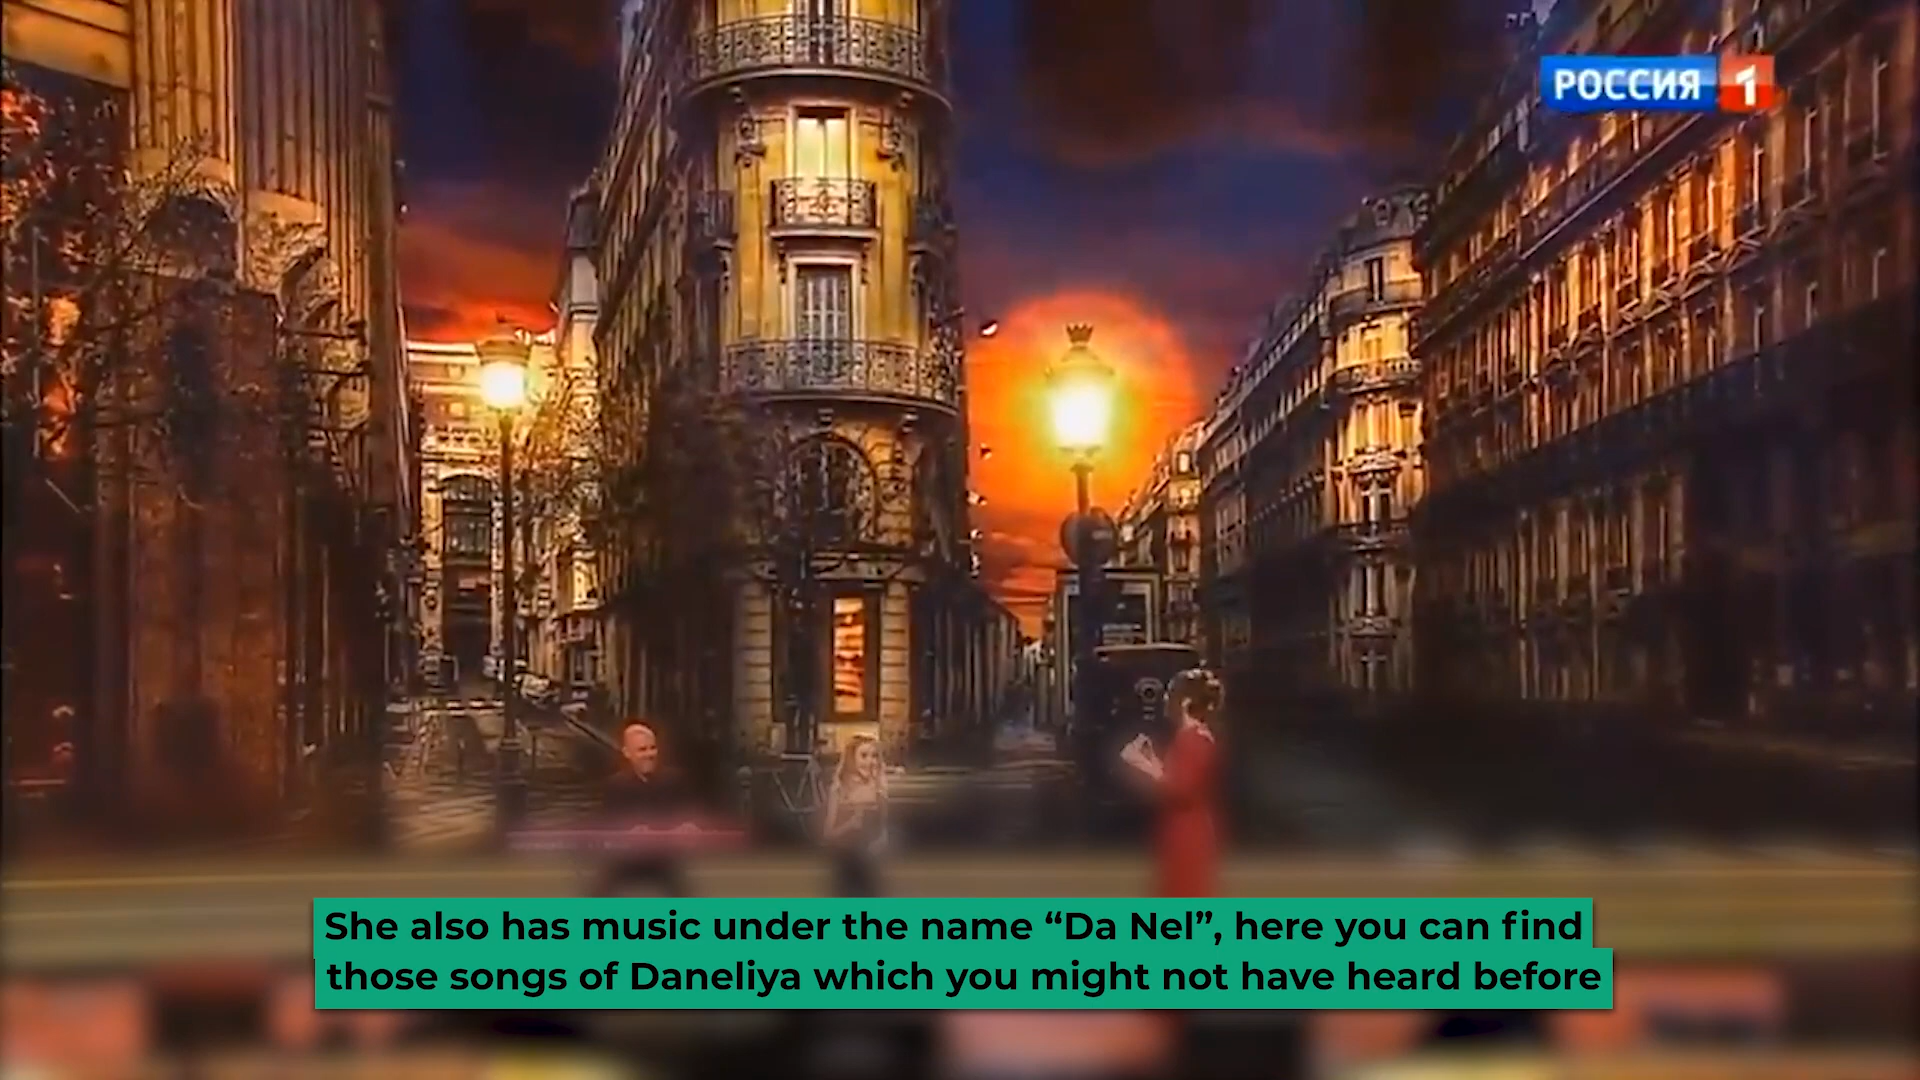 РОССИЯ 1
She also has music under the name “Da Nel”, here you can find
those songs of Daneliya which you might not have heard before